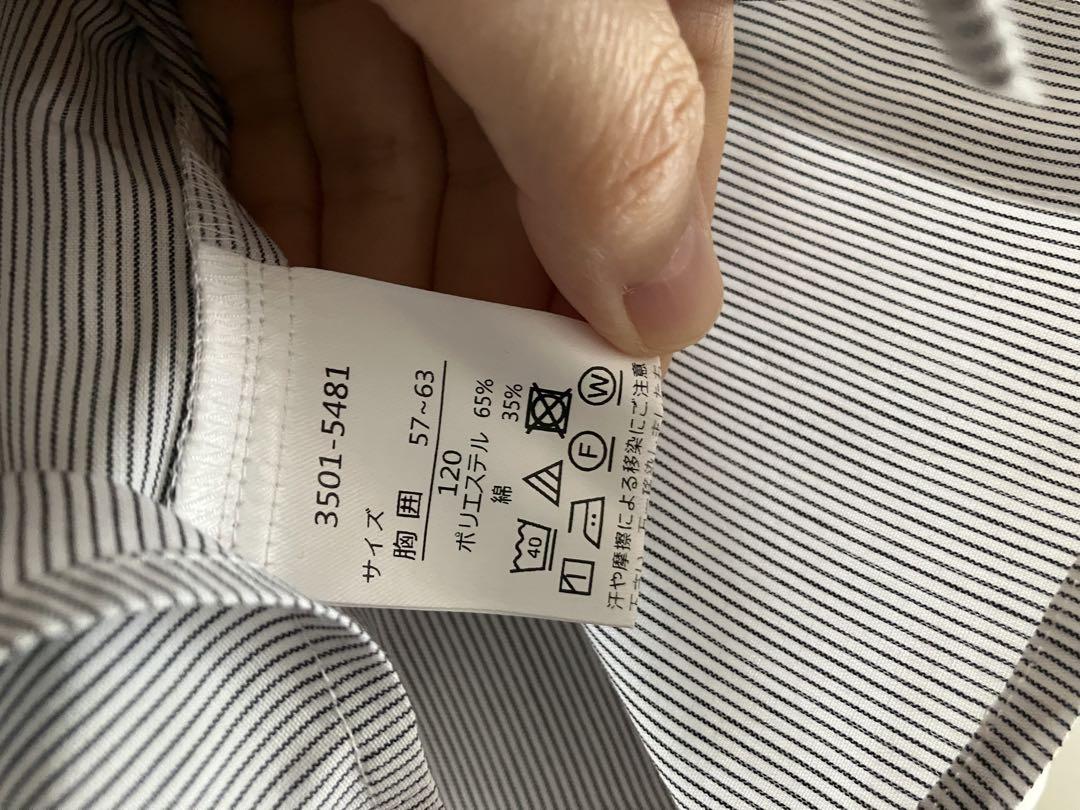 3501-5481
サイズ
胸囲 57~63
120
ポリエステル 65%
綿 35%
40
F W
汗や摩擦による移染にご注意